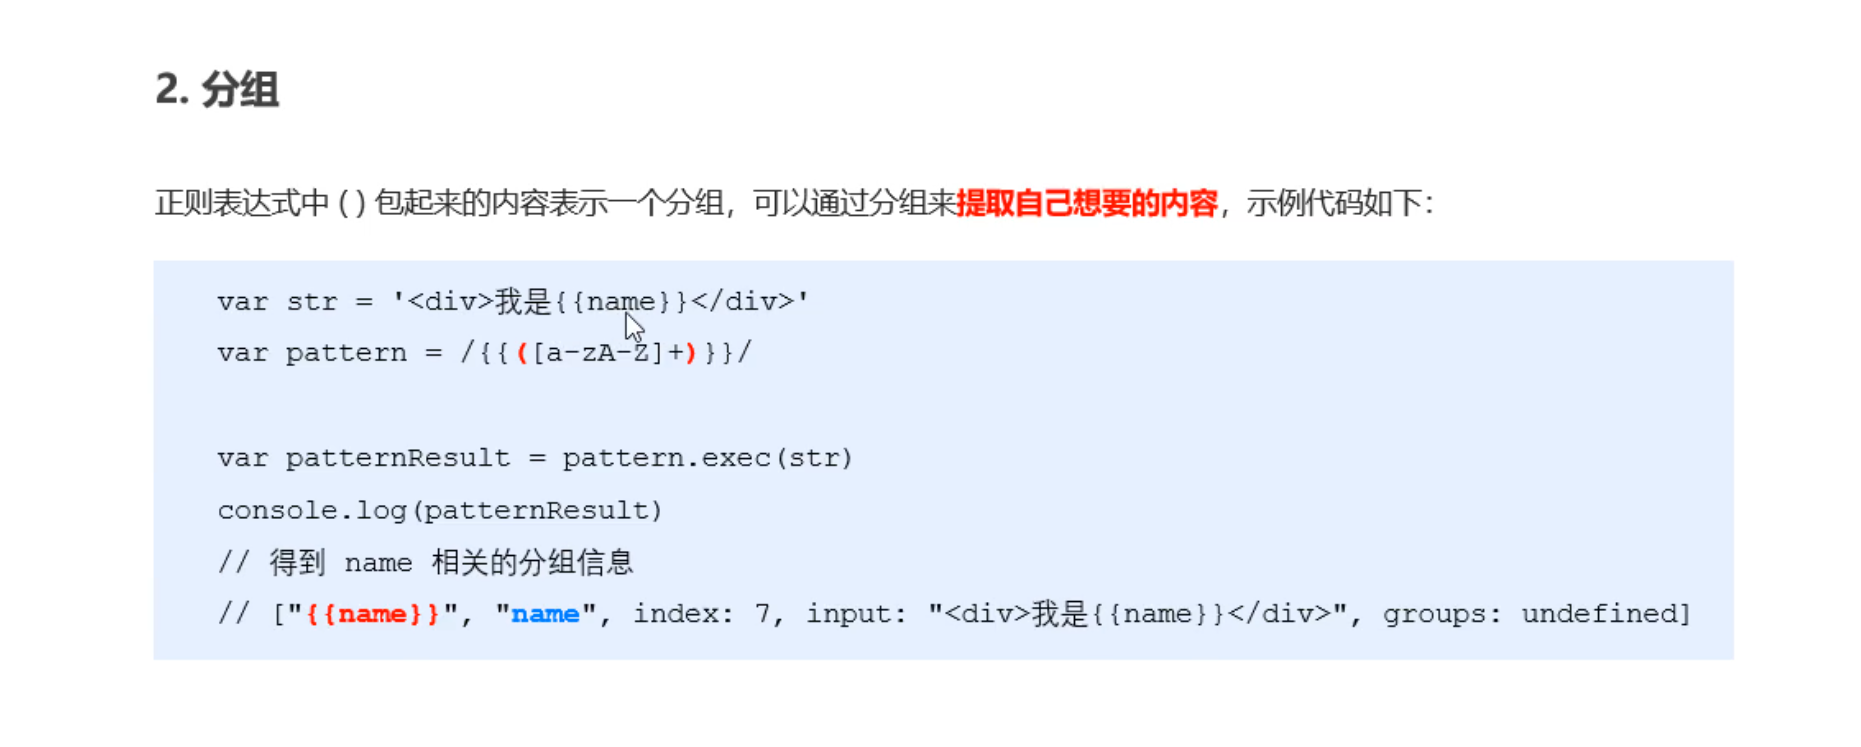 2. 分组
正则表达式中 ( ) 包起来的内容表示一个分组，可以通过分组来提取自己想要的内容，示例代码如下：
var str = '<div>我是{{name}}</div>'
var pattern = /{{([a-zA-Z]+)}}/
var patternResult = pattern.exec(str)
console.log(patternResult)
// 得到 name 相关的分组信息
// ["{{name}}", "name", index: 7, input: "<div>我是{{name}}</div>", groups: undefined]